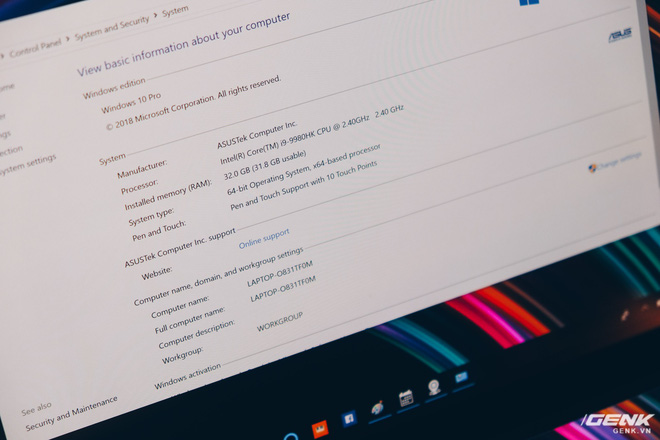 Control Panel > System and Security > System
View basic information about your computer
Windows edition
Windows 10 Pro
© 2018 Microsoft Corporation. All rights reserved.
ASUS
System
Manufacturer: ASUSTek Computer Inc.
Processor: Intel(R) Core(TM) i9-9980HK CPU @ 2.40GHz 2.40 GHz
Installed memory (RAM): 32.0 GB (31.8 GB usable)
System type: 64-bit Operating System, x64-based processor
Pen and Touch: Pen and Touch Support with 10 Touch Points
system settings
ASUSTek Computer Inc. support
Website: Online support
Computer name, domain, and workgroup settings
Computer name: LAPTOP-O831TF0M
Change settings
Full computer name: LAPTOP-O831TF0M
Computer description:
Workgroup: WORKGROUP
Windows activation
See also
Security and Maintenance
GENK
GENK.VN